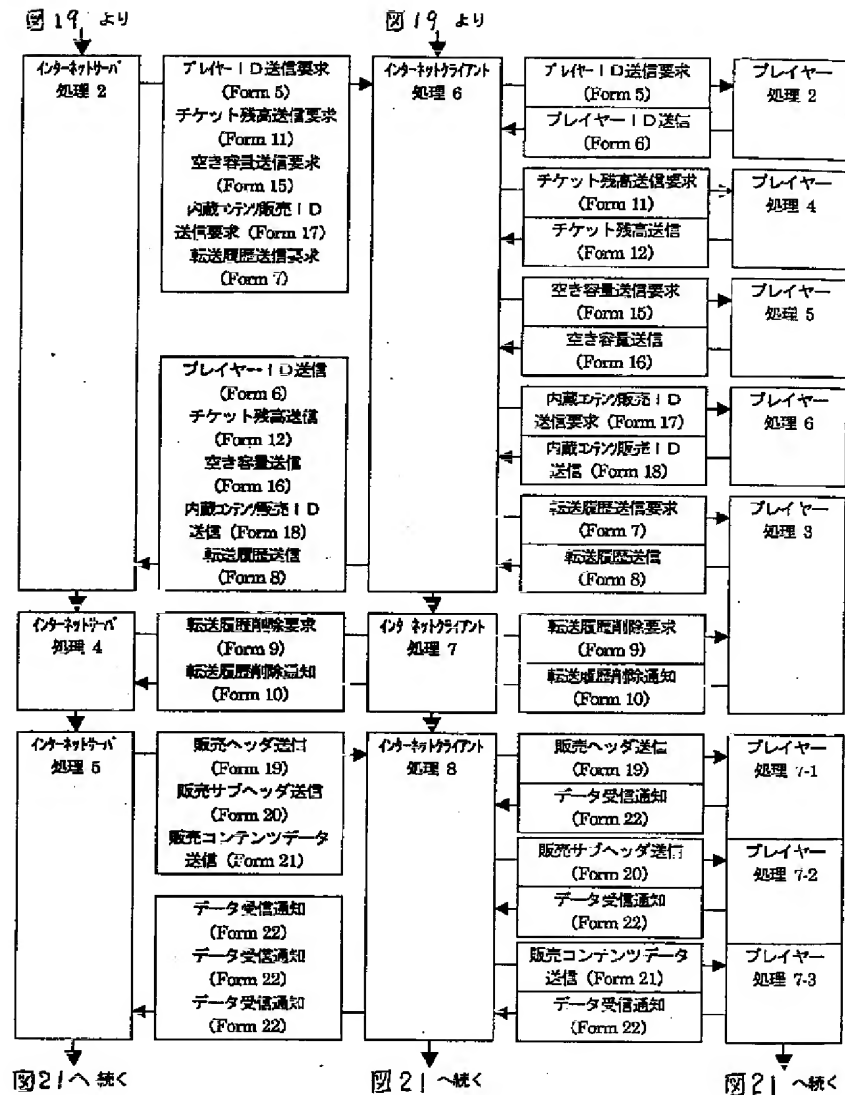 図19 より
図19 より
インターネットサーバ
処理 2
プレイヤーID送信要求
(Form 5)
チケット残高送信要求
(Form 11)
空き容量送信要求
(Form 15)
内蔵コンテンツ販売ID
送信要求 (Form 17)
転送履歴送信要求
(Form 7)
プレイヤーID送信
(Form 6)
チケット残高送信
(Form 12)
空き容量送信
(Form 16)
内蔵コンテンツ販売ID
送信 (Form 18)
転送履歴送信
(Form 8)
インターネットクライアント
処理 6
プレイヤーID送信要求
(Form 5)
プレイヤーID送信
(Form 6)
プレイヤー
処理 2
チケット残高送信要求
(Form 11)
チケット残高送信
(Form 12)
プレイヤー
処理 4
空き容量送信要求
(Form 15)
空き容量送信
(Form 16)
プレイヤー
処理 5
内蔵コンテンツ販売ID
送信要求 (Form 17)
内蔵コンテンツ販売ID
送信 (Form 18)
プレイヤー
処理 6
転送履歴送信要求
(Form 7)
転送履歴送信
(Form 8)
プレイヤー
処理 3
インターネットサーバ
処理 4
転送履歴削除要求
(Form 9)
転送履歴削除通知
(Form 10)
インターネットクライアント
処理 7
転送履歴削除要求
(Form 9)
転送履歴削除通知
(Form 10)
インターネットサーバ
処理 5
販売ヘッダ送信
(Form 19)
販売サブヘッダ送信
(Form 20)
販売コンテンツデータ
送信 (Form 21)
データ受信通知
(Form 22)
データ受信通知
(Form 22)
データ受信通知
(Form 22)
インターネットクライアント
処理 8
販売ヘッダ送信
(Form 19)
データ受信通知
(Form 22)
プレイヤー
処理 7-1
販売サブヘッダ送信
(Form 20)
データ受信通知
(Form 22)
プレイヤー
処理 7-2
販売コンテンツデータ
送信 (Form 21)
データ受信通知
(Form 22)
プレイヤー
処理 7-3
図21へ続く
図21へ続く
図21へ続く